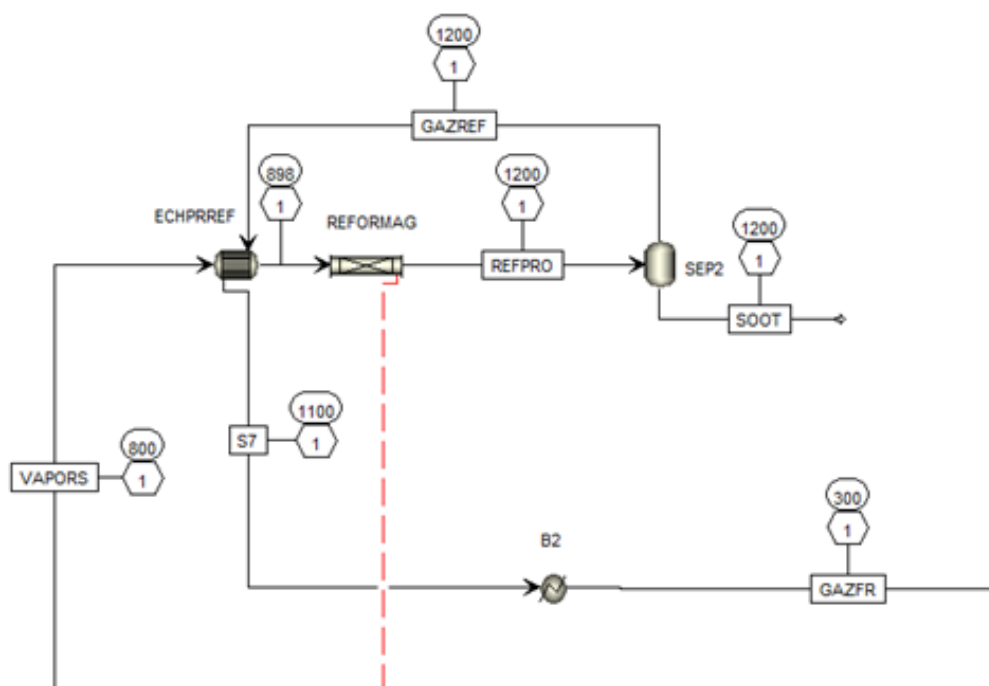 1200
1
GAZREF
898
1
1200
1
ECHPRREF
REFORMAG
1200
1
REFPRO
SEP2
SOOT
1100
1
S7
800
1
VAPORS
300
1
B2
GAZFR